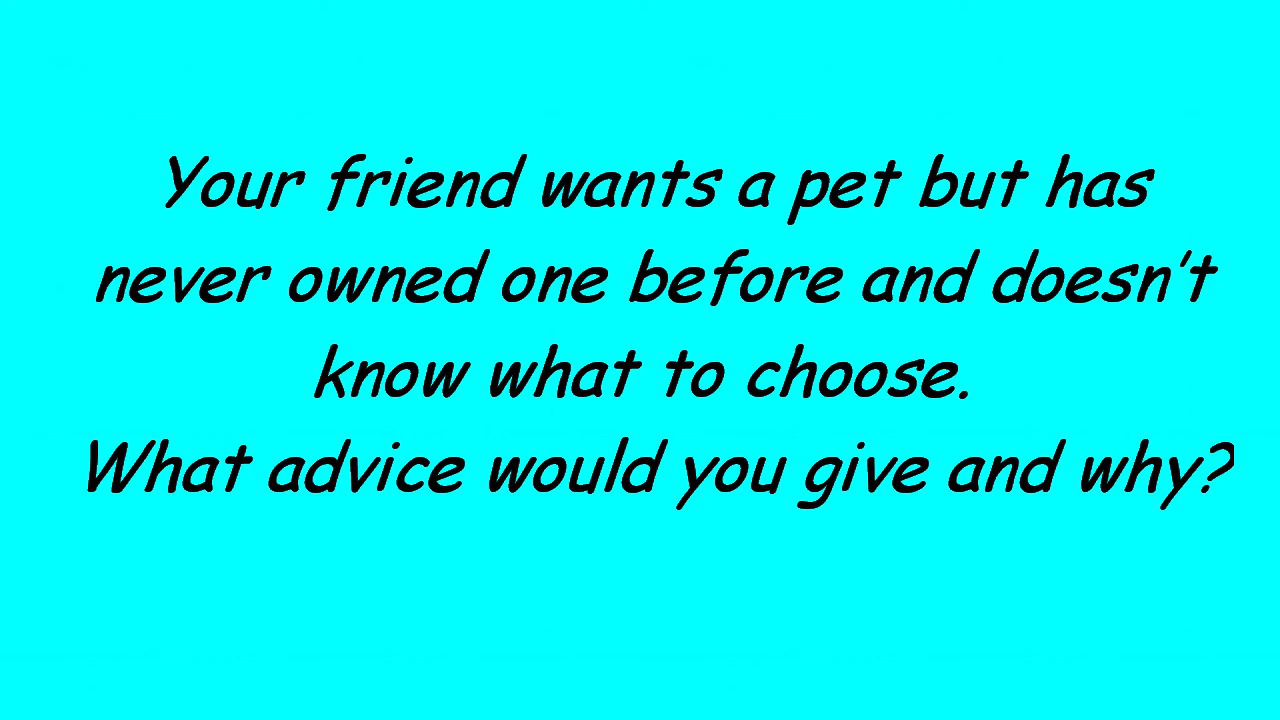 Your friend wants a pet but has
never owned one before and doesn't
know what to choose.
What advice would you give and why?